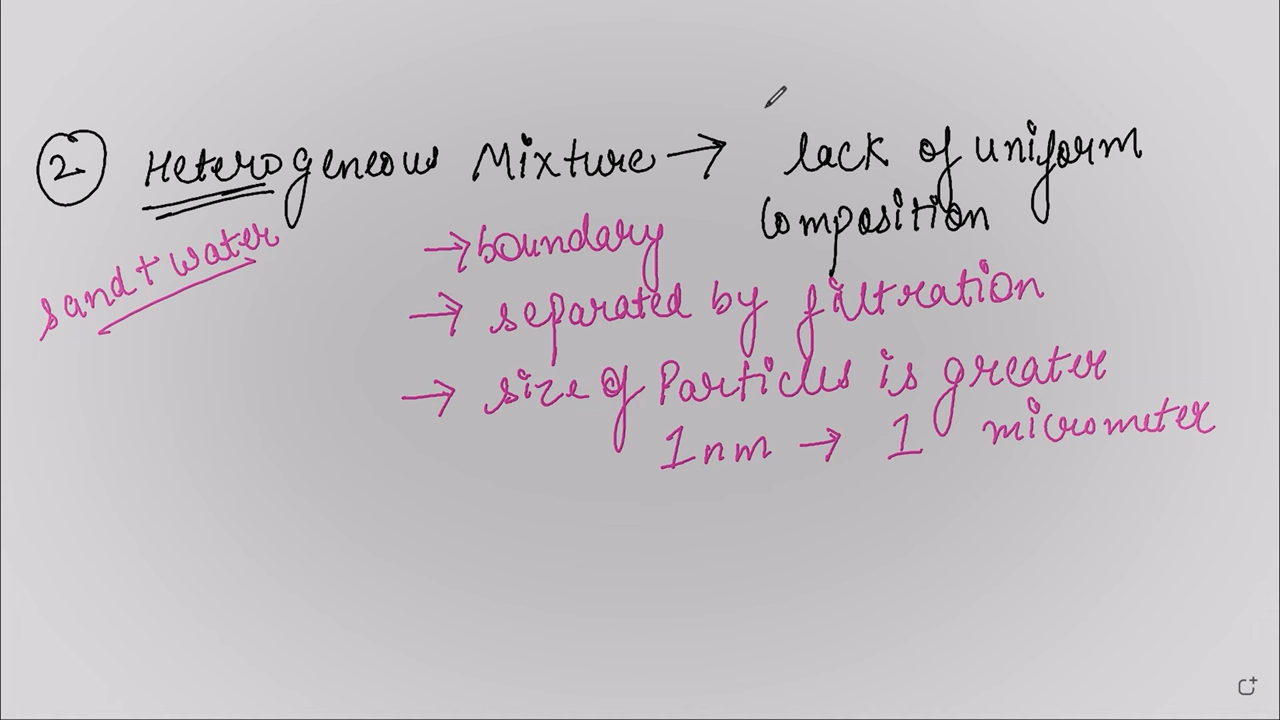 2 Heterogeneous Mixture → lack of uniform
composition
sand + water
→ boundary
→ separated by filtration
→ size of Particles is greater
1nm → 1 micrometer